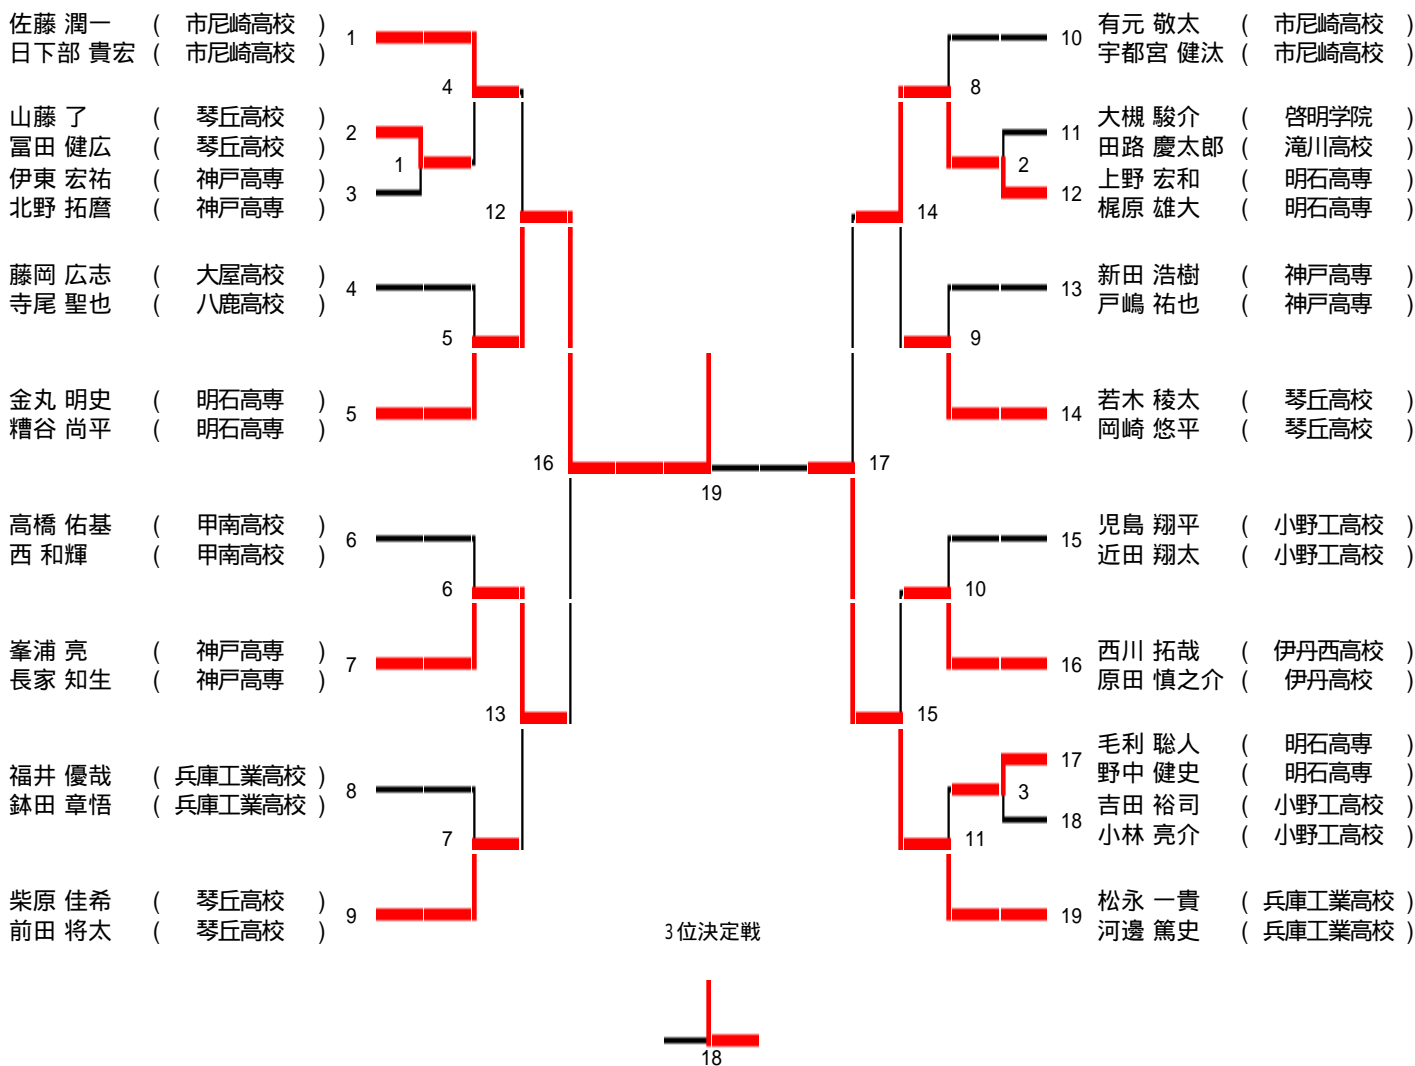 佐藤 潤一 ( 市尼崎高校 )
日下部 貴宏 ( 市尼崎高校 )
1
山藤 了 ( 琴丘高校 )
冨田 健広 ( 琴丘高校 )
2
伊東 宏祐 ( 神戸高専 )
北野 拓麿 ( 神戸高専 )
3
藤岡 広志 ( 大屋高校 )
寺尾 聖也 ( 八鹿高校 )
4
金丸 明史 ( 明石高専 )
糟谷 尚平 ( 明石高専 )
5
高橋 佑基 ( 甲南高校 )
西 和輝 ( 甲南高校 )
6
峯浦 亮 ( 神戸高専 )
長家 知生 ( 神戸高専 )
7
福井 優哉 ( 兵庫工業高校 )
鉢田 章悟 ( 兵庫工業高校 )
8
柴原 佳希 ( 琴丘高校 )
前田 将太 ( 琴丘高校 )
9
4
1
12
5
16
6
13
7
19
3位決定戦
18
8
2
14
9
17
10
15
3
11
10
有元 敬太 ( 市尼崎高校 )
宇都宮 健汰 ( 市尼崎高校 )
11
大槻 駿介 ( 啓明学院 )
田路 慶太郎 ( 滝川高校 )
12
上野 宏和 ( 明石高専 )
梶原 雄大 ( 明石高専 )
13
新田 浩樹 ( 神戸高専 )
戸嶋 祐也 ( 神戸高専 )
14
若木 稜太 ( 琴丘高校 )
岡崎 悠平 ( 琴丘高校 )
15
児島 翔平 ( 小野工高校 )
近田 翔太 ( 小野工高校 )
16
西川 拓哉 ( 伊丹西高校 )
原田 慎之介 ( 伊丹高校 )
17
毛利 聡人 ( 明石高専 )
野中 健史 ( 明石高専 )
18
吉田 裕司 ( 小野工高校 )
小林 亮介 ( 小野工高校 )
19
松永 一貴 ( 兵庫工業高校 )
河邊 篤史 ( 兵庫工業高校 )